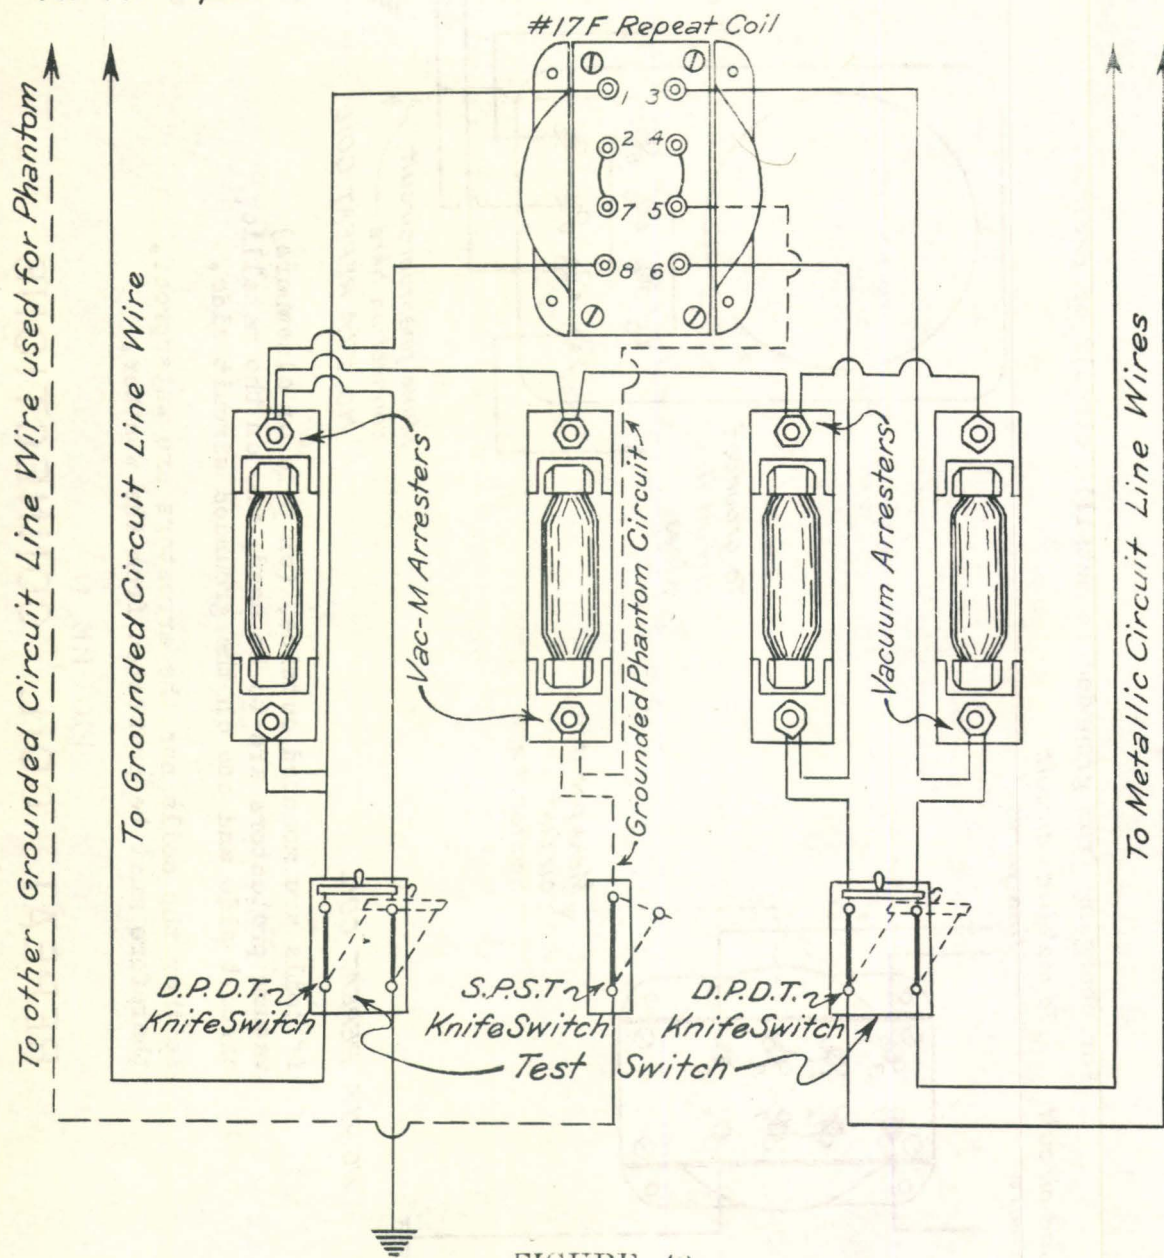 #17F Repeat Coil
1 3
2 4
7 5
8 6
To other Grounded Circuit Line Wire used for Phantom
To Grounded Circuit Line Wire
Vac-M Arresters
Grounded Phantom Circuit
Vacuum Arresters
To Metallic Circuit Line Wires
D.P.D.T.
Knife Switch
S.P.S.T
Knife Switch
D.P.D.T.
Knife Switch
Test Switch
FIGURE